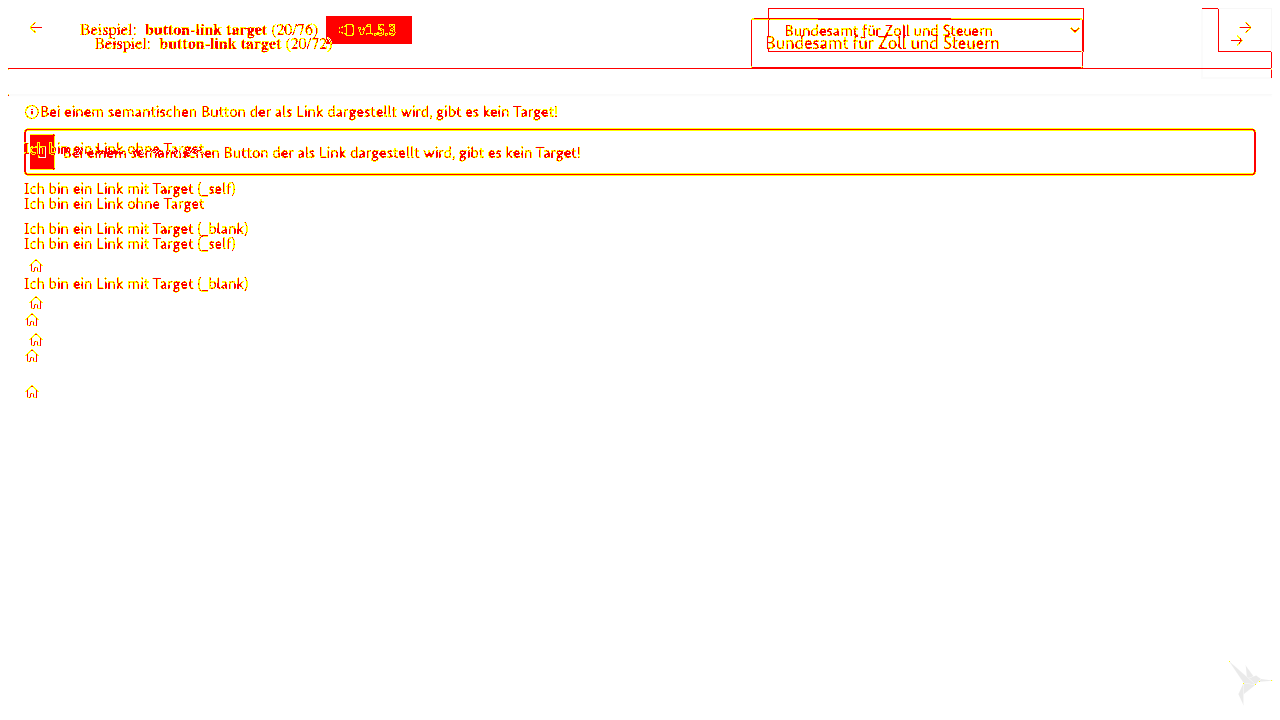 Beispiel: button-link target (20/76) v1.5.3
Beispiel: button-link target (20/72)
Bundesamt für Zoll und Steuern
Bundesamt für Zoll und Steuern
Bei einem semantischen Button der als Link dargestellt wird, gibt es kein Target!
Ich bin ein Link ohne Target
Bei einem semantischen Button der als Link dargestellt wird, gibt es kein Target!
Ich bin ein Link mit Target (_self)
Ich bin ein Link ohne Target
Ich bin ein Link mit Target (_blank)
Ich bin ein Link mit Target (_self)
Ich bin ein Link mit Target (_blank)